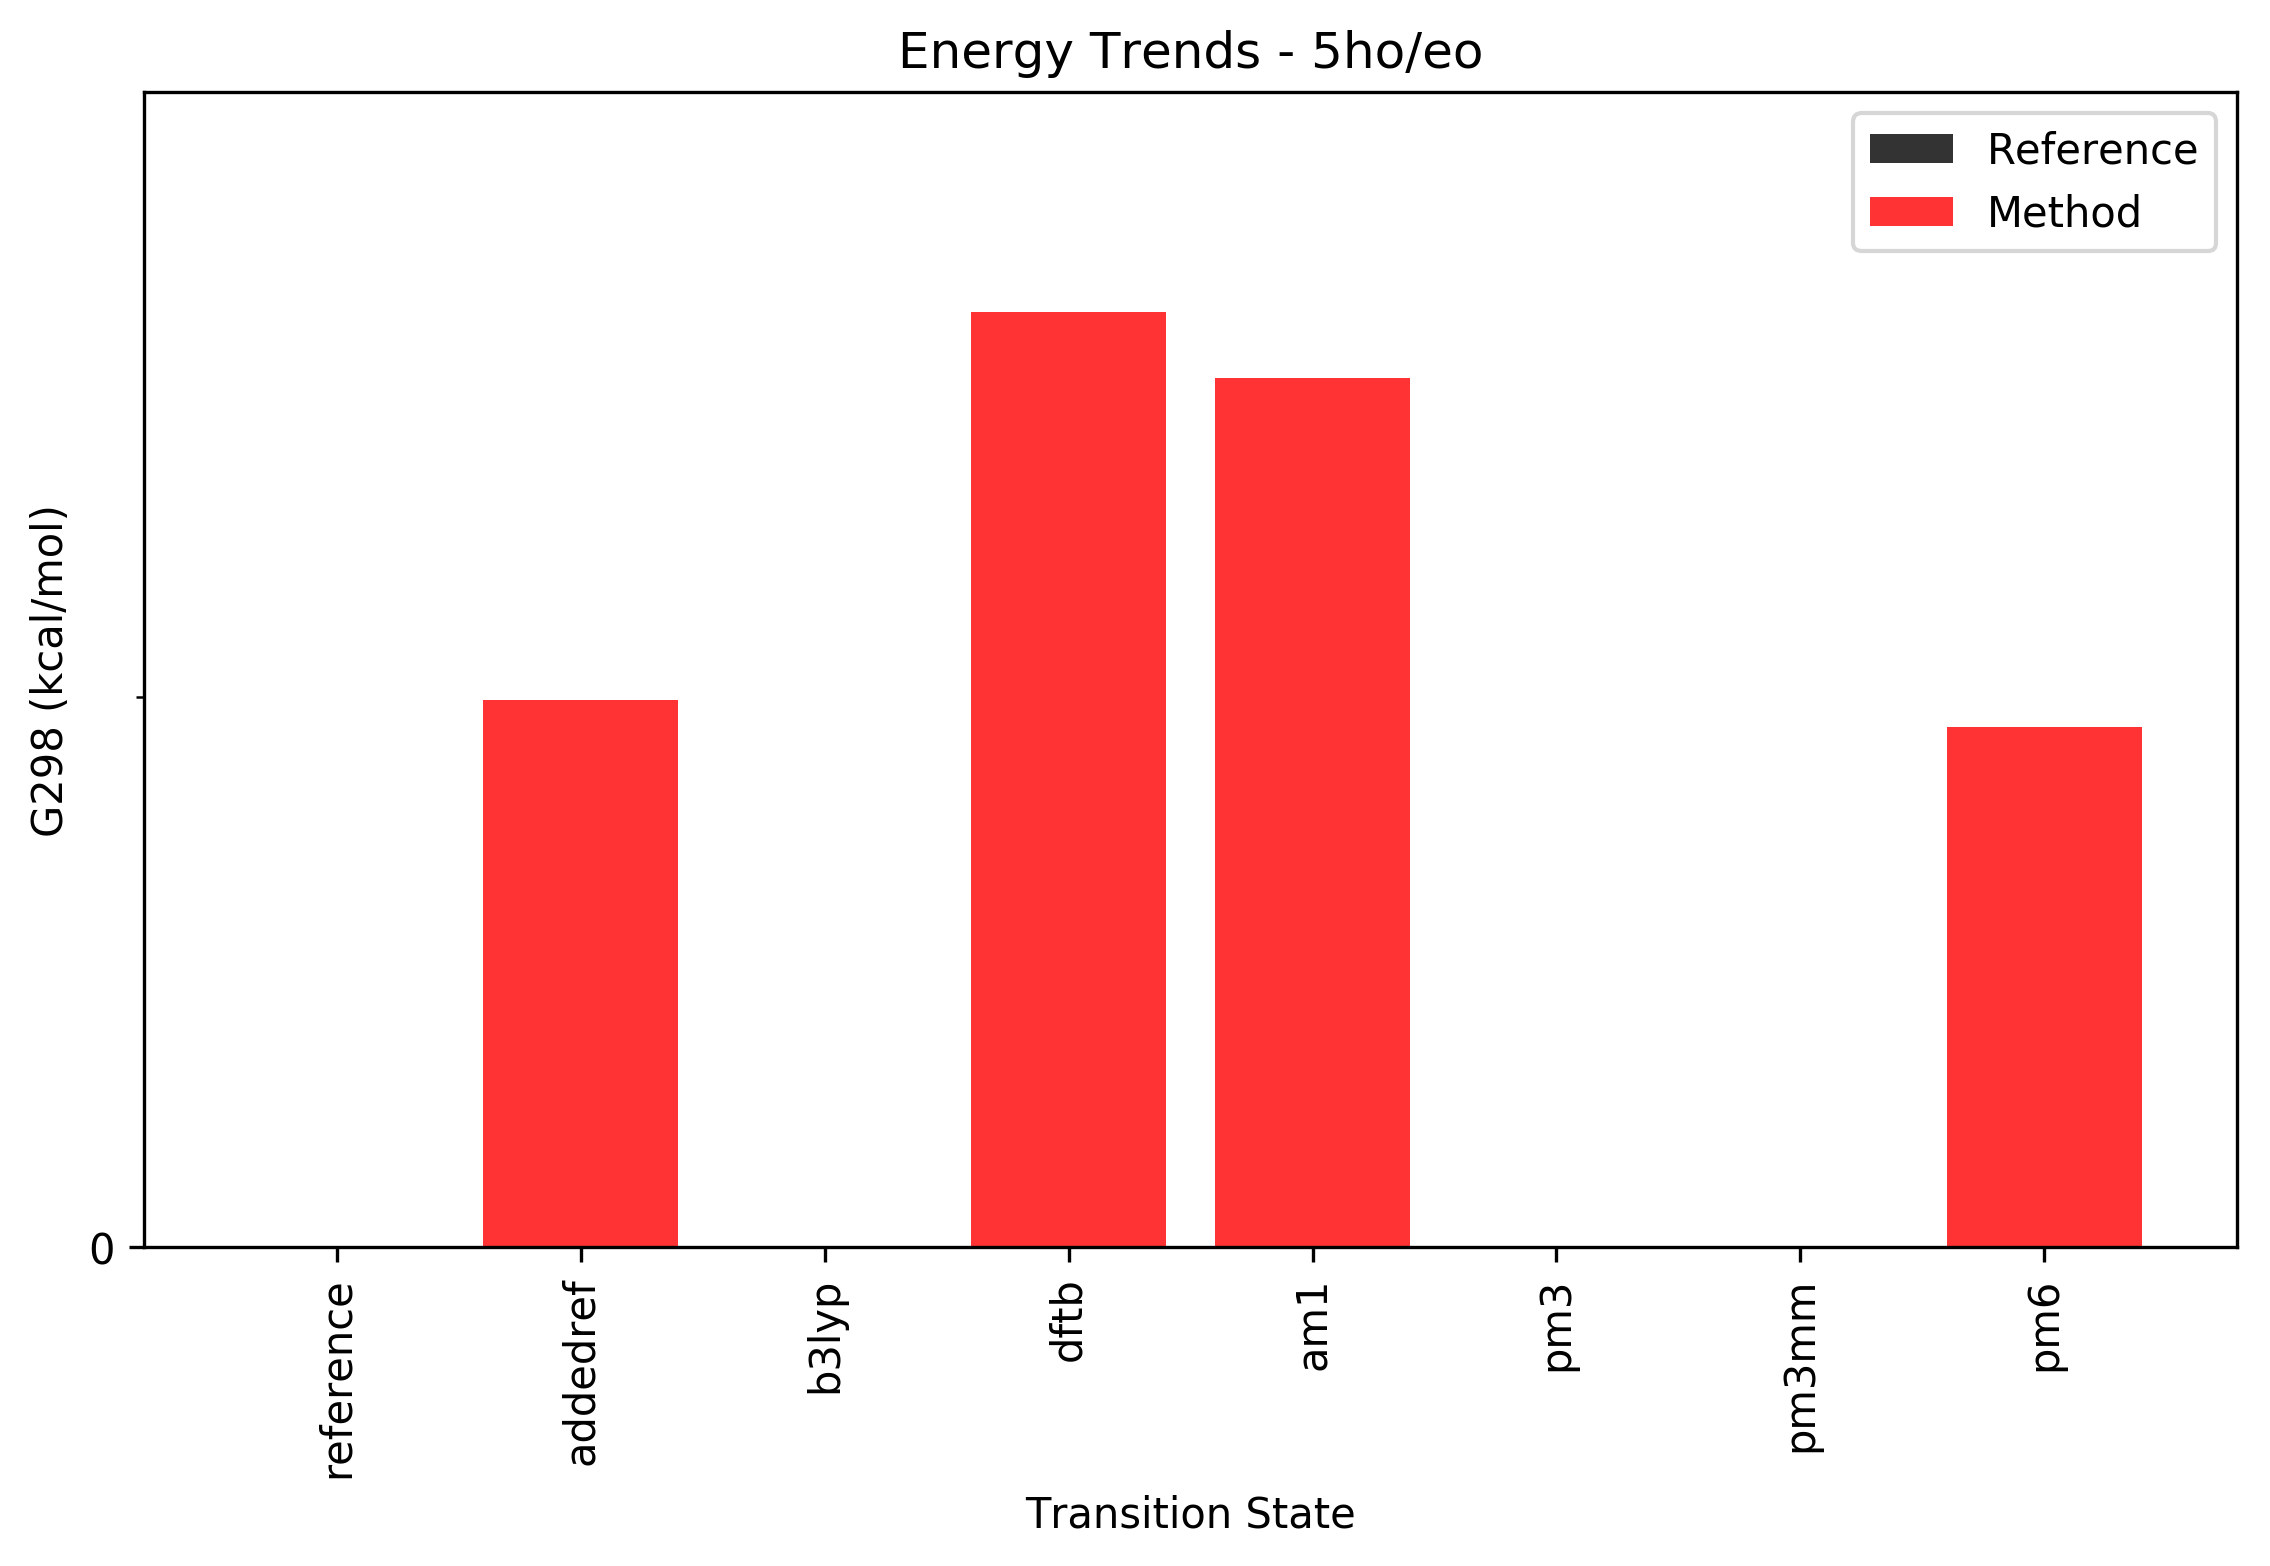 Energy Trends - 5ho/eo
Reference
Method
G298 (kcal/mol)
0
reference
addedref
b3lyp
dftb
am1
pm3
pm3mm
pm6
Transition State